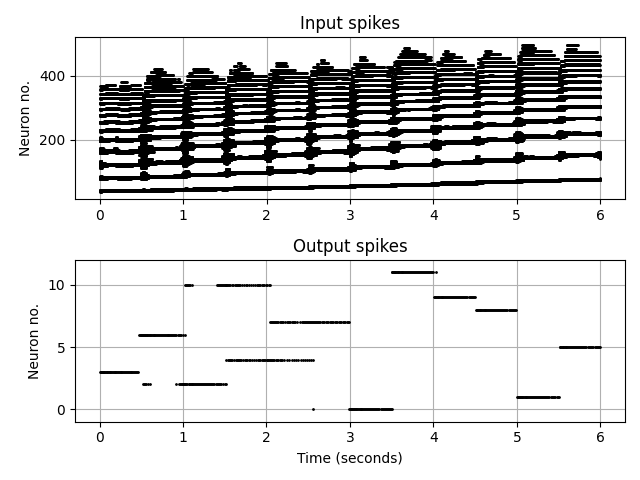 Input spikes
Neuron no.
400
200
0 1 2 3 4 5 6
Output spikes
Neuron no.
10
5
0
0 1 2 3 4 5 6
Time (seconds)